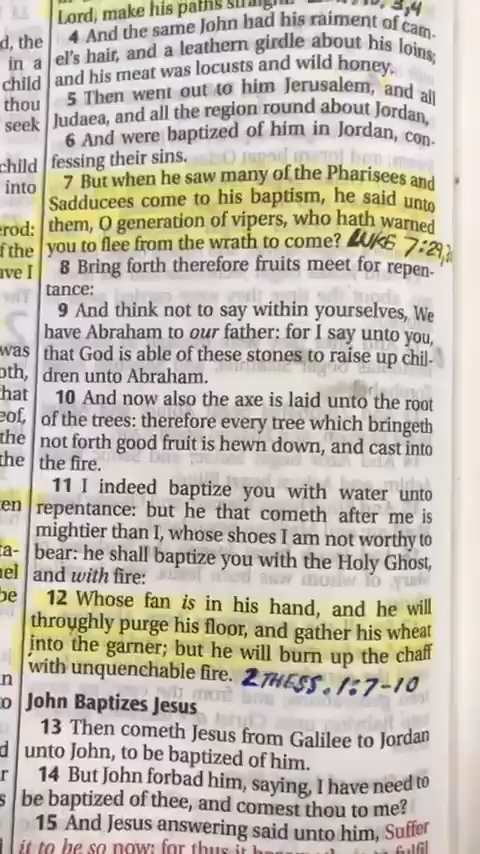 Lord, make his paths straight. 3,4
4 And the same John had his raiment of cam-
el's hair, and a leathern girdle about his loins;
and his meat was locusts and wild honey.
5 Then went out to him Jerusalem, and all
Judaea, and all the region round about Jordan,
6 And were baptized of him in Jordan, con-
fessing their sins.
7 But when he saw many of the Pharisees and
Sadducees come to his baptism, he said unto
them, O generation of vipers, who hath warned
you to flee from the wrath to come? LUKE 7:29,
8 Bring forth therefore fruits meet for repen-
tance:
9 And think not to say within yourselves, We
have Abraham to our father: for I say unto you,
that God is able of these stones to raise up chil-
dren unto Abraham.
10 And now also the axe is laid unto the root
of the trees: therefore every tree which bringeth
not forth good fruit is hewn down, and cast into
the fire.
11 I indeed baptize you with water unto
repentance: but he that cometh after me is
mightier than I, whose shoes I am not worthy to
bear: he shall baptize you with the Holy Ghost,
and with fire:
12 Whose fan is in his hand, and he will
throughly purge his floor, and gather his wheat
into the garner; but he will burn up the chaff
with unquenchable fire. 2 THESS. 1:7-10
John Baptizes Jesus
13 Then cometh Jesus from Galilee to Jordan
unto John, to be baptized of him.
14 But John forbad him, saying, I have need to
be baptized of thee, and comest thou to me?
15 And Jesus answering said unto him, Suffer
it to be so now: for thus it
d, the
in a
child
thou
seek
child
into
erod:
f the
ave I
was
oth,
hat
eof,
the
the
en
ta-
nel
be
n
o
d
r
s